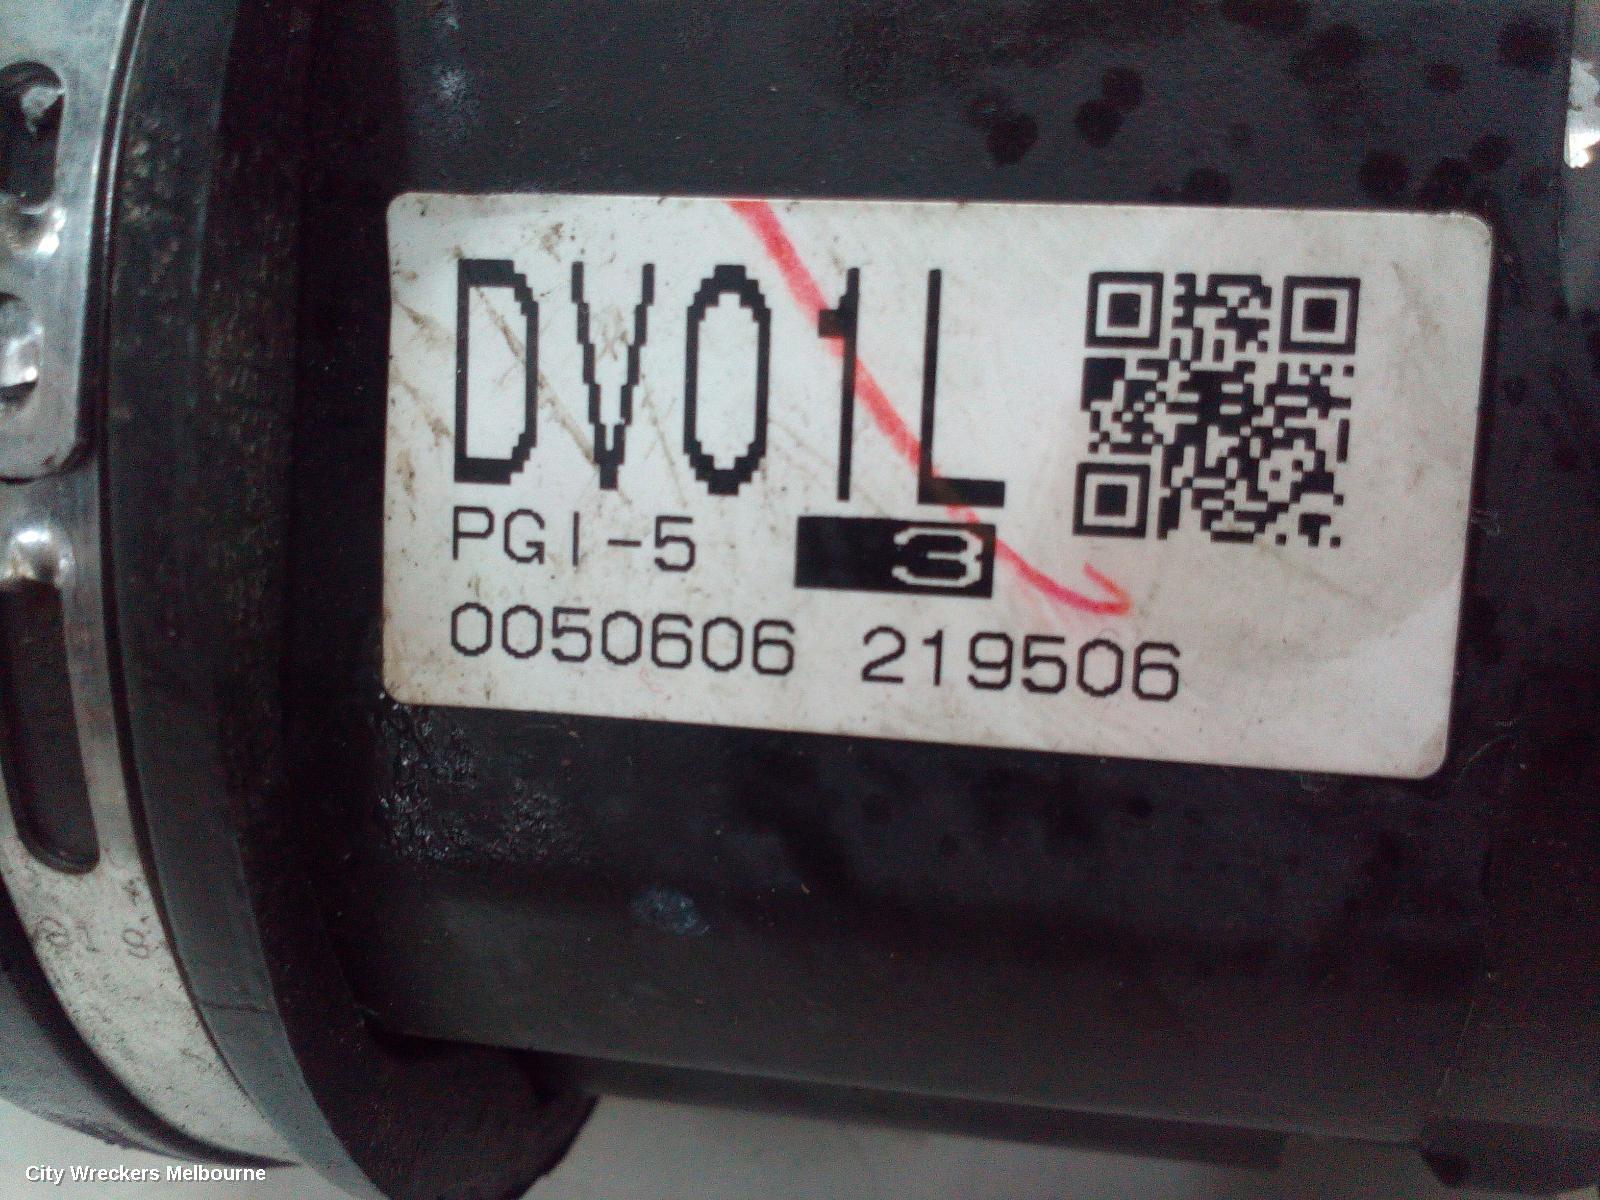 DV01L
PGI-5 3
0050606 219506
City Wreckers Melbourne